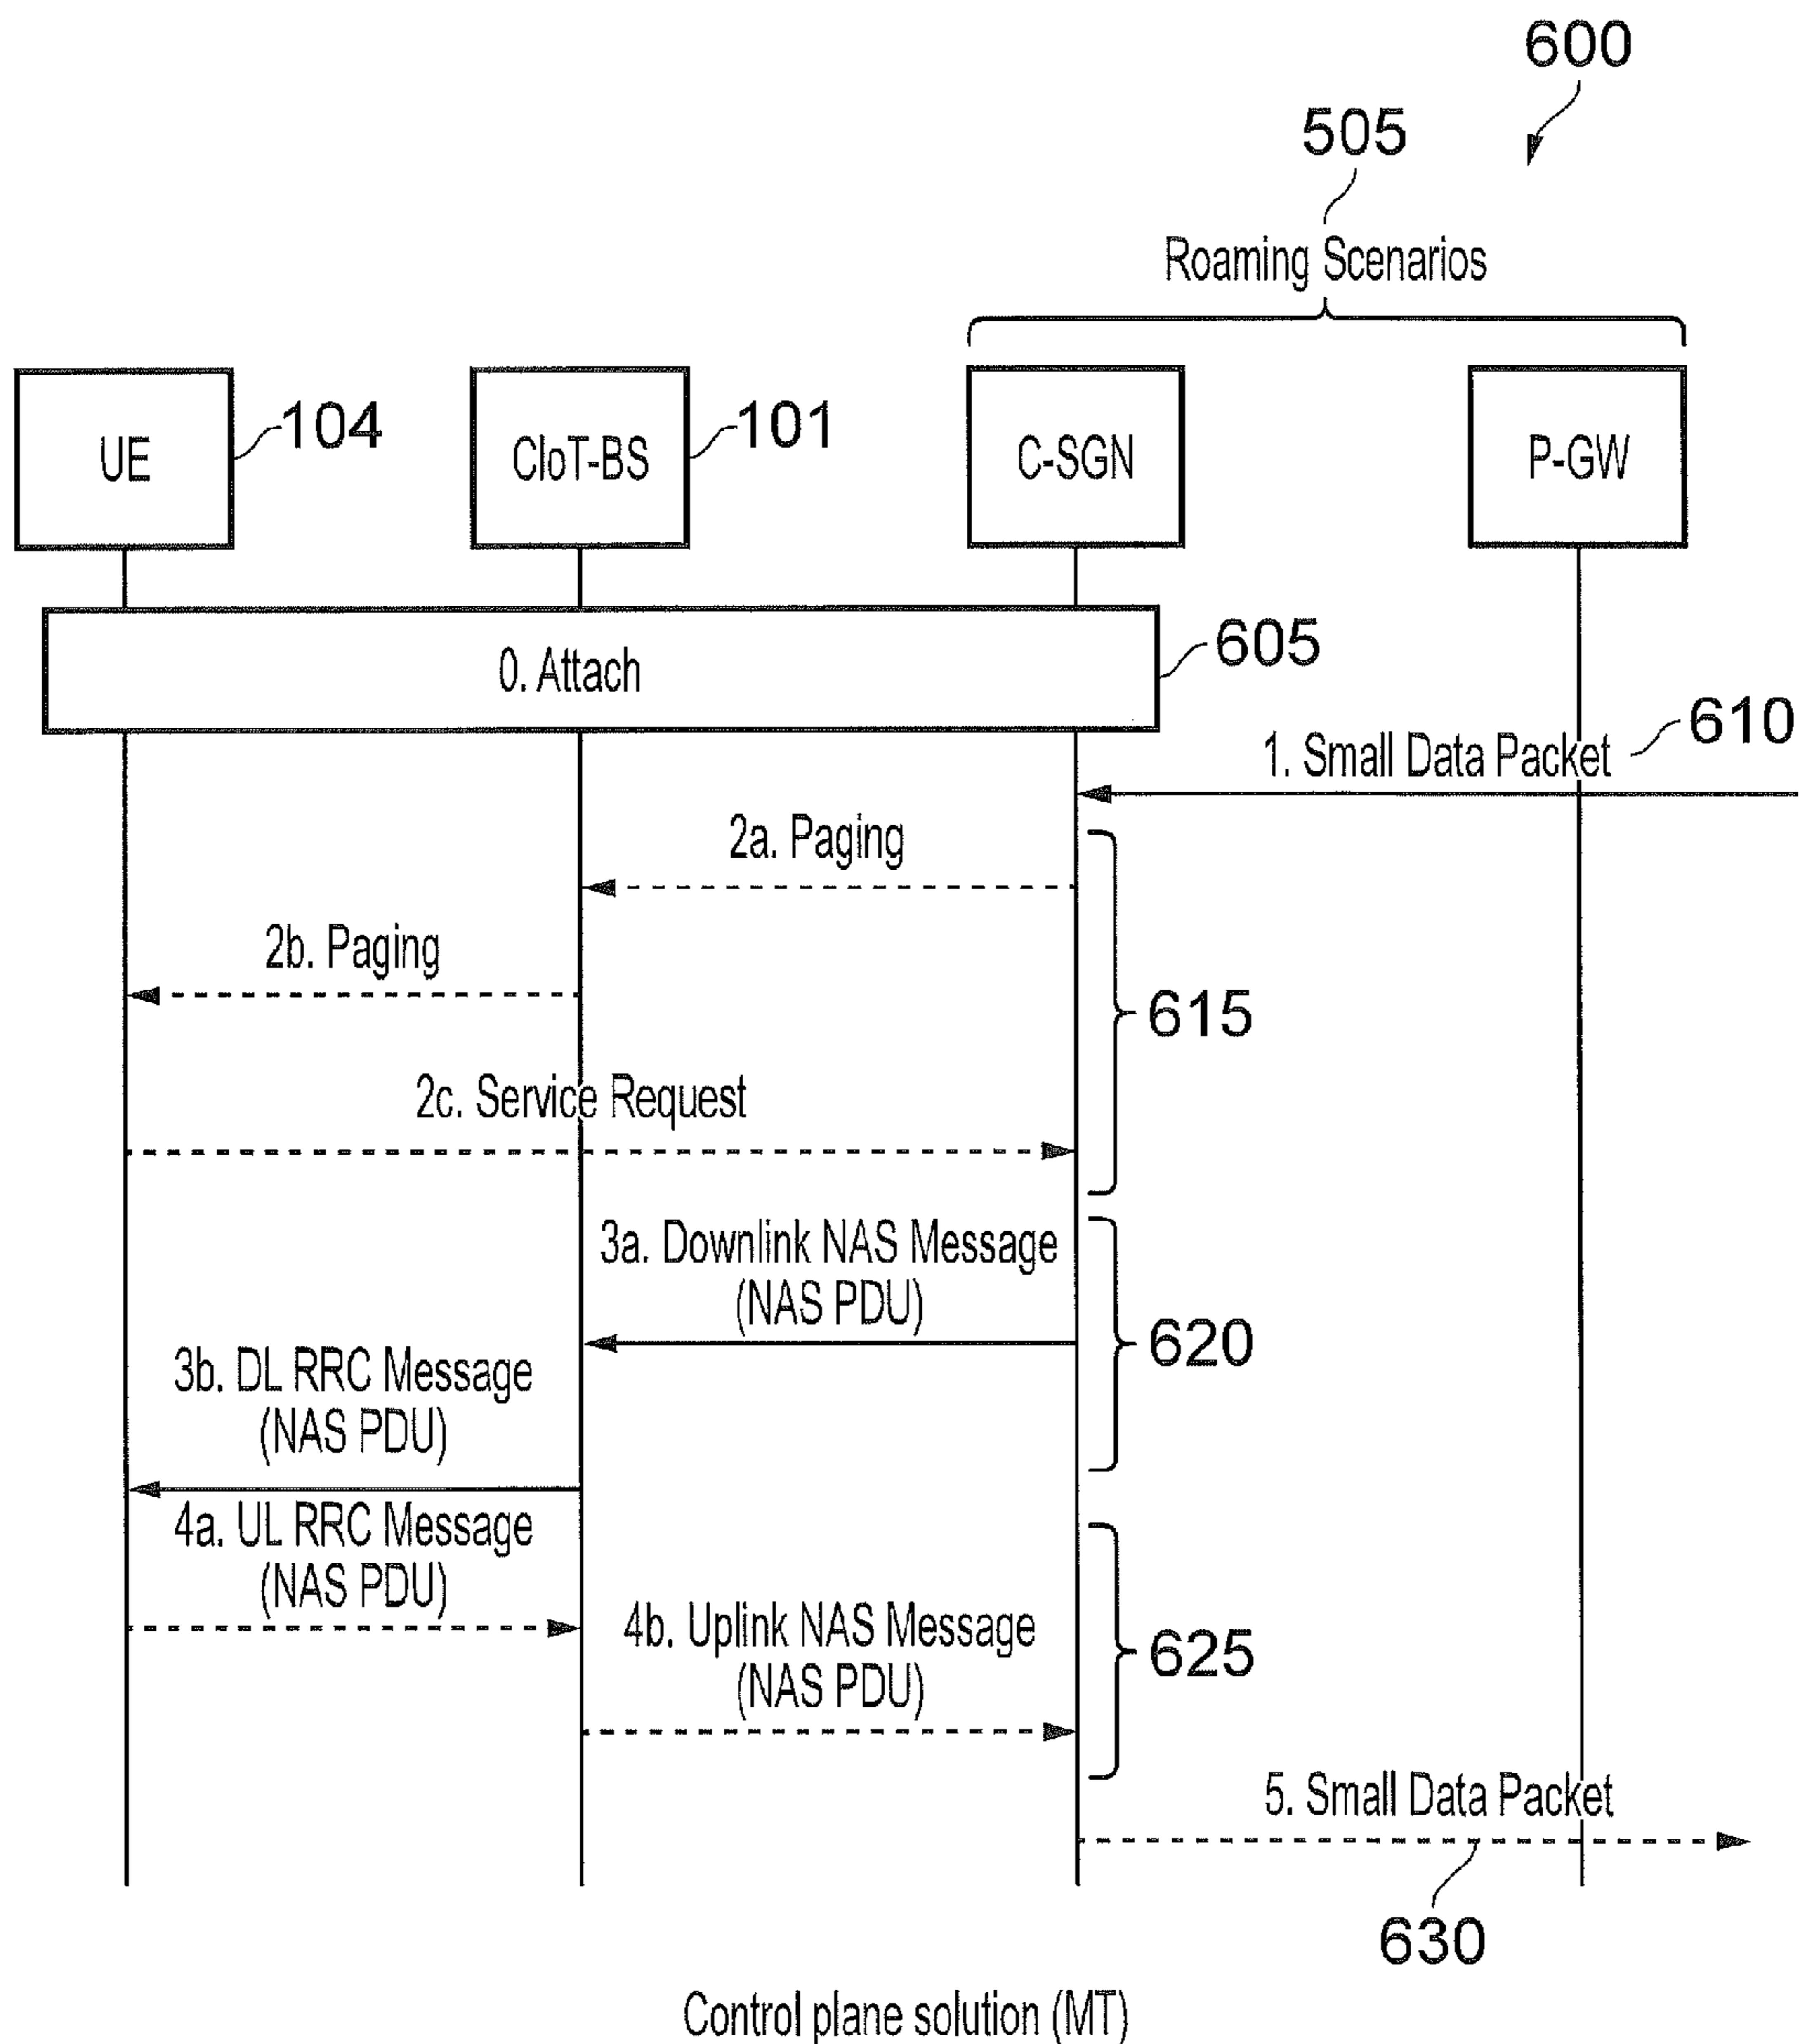 600
505
Roaming Scenarios
UE
104
CIoT-BS
101
C-SGN
P-GW
0. Attach
605
1. Small Data Packet
610
2a. Paging
2b. Paging
615
2c. Service Request
3a. Downlink NAS Message
(NAS PDU)
620
3b. DL RRC Message
(NAS PDU)
4a. UL RRC Message
(NAS PDU)
4b. Uplink NAS Message
(NAS PDU)
625
5. Small Data Packet
630
Control plane solution (MT)